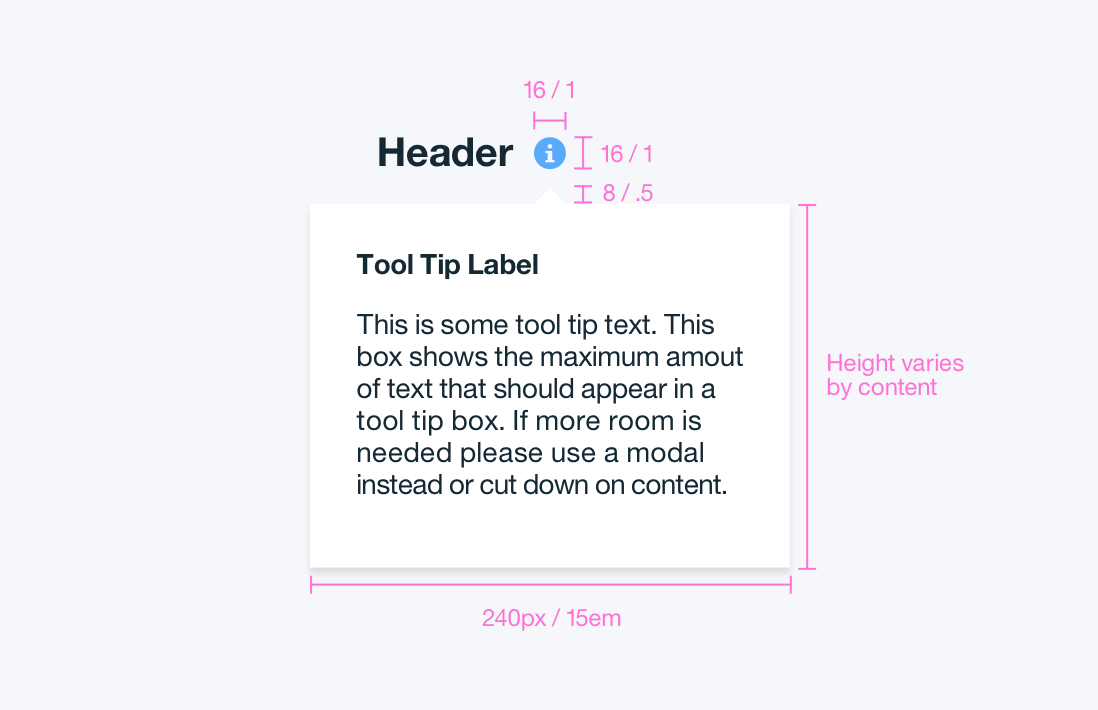 16 / 1
Header
16 / 1
8 / .5
Tool Tip Label
This is some tool tip text. This
box shows the maximum amout
of text that should appear in a
tool tip box. If more room is
needed please use a modal
instead or cut down on content.
Height varies
by content
240px / 15em